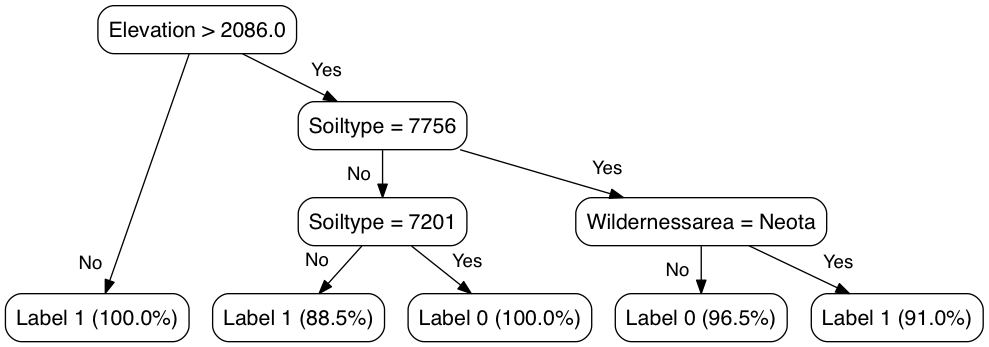 Elevation > 2086.0
Yes
Soiltype = 7756
No
Yes
Soiltype = 7201
Wildernessarea = Neota
No
No
Yes
No
Yes
Label 1 (100.0%)
Label 1 (88.5%)
Label 0 (100.0%)
Label 0 (96.5%)
Label 1 (91.0%)